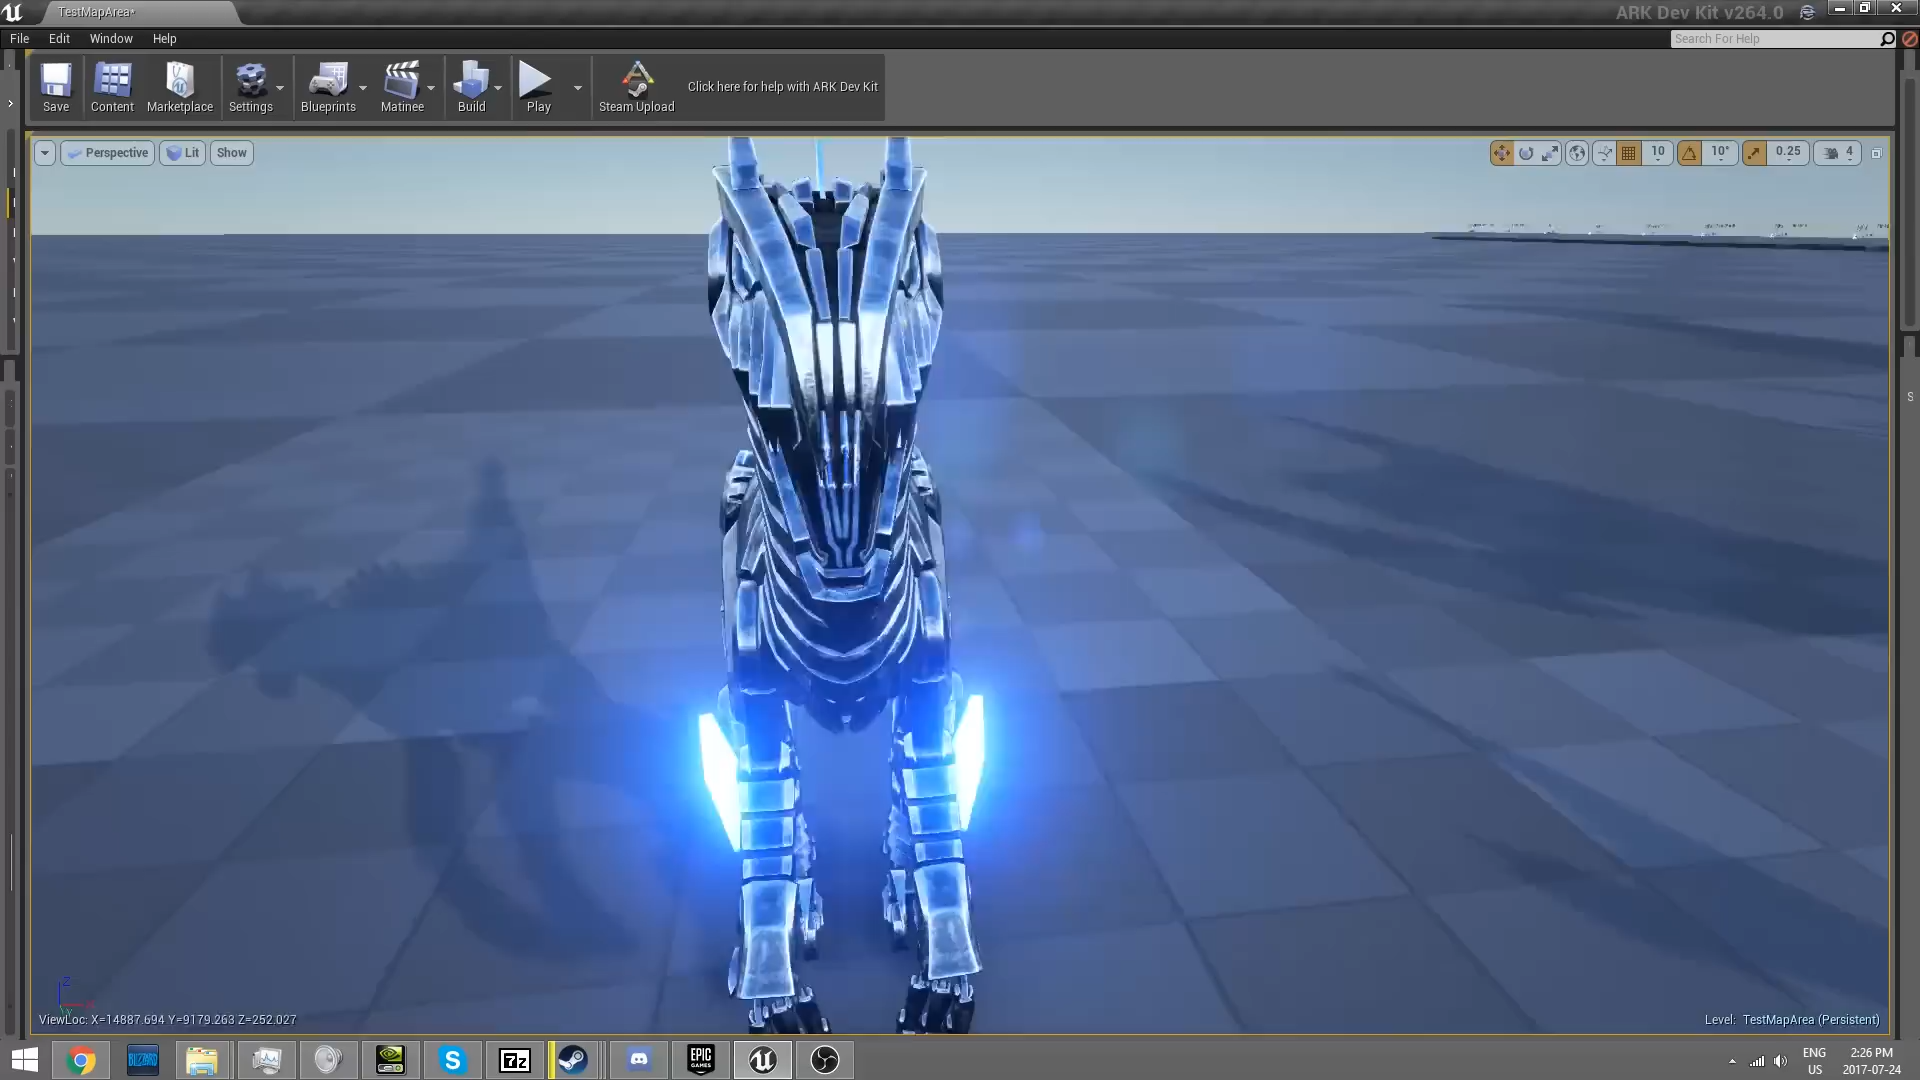 TestMapArea*
ARK Dev Kit v264.0
File Edit Window Help
Search For Help
Save Content Marketplace Settings Blueprints Matinee Build Play Steam Upload
Click here for help with ARK Dev Kit
Perspective Lit Show
10 10° 0.25 4
S
Z
X
Y
ViewLoc: X=14887.694 Y=9179.263 Z=252.027
Level: TestMapArea (Persistent)
BLIZZARD
7z
EPIC
GAMES
ENG
US
2:26 PM
2017-07-24